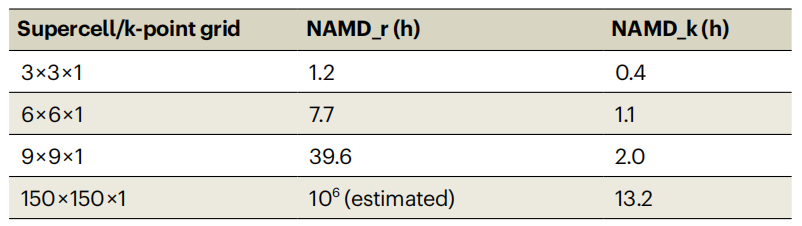 Supercell/k-point grid NAMD_r (h) NAMD_k (h)
3×3×1 1.2 0.4
6×6×1 7.7 1.1
9×9×1 39.6 2.0
150×150×1 10⁶ (estimated) 13.2